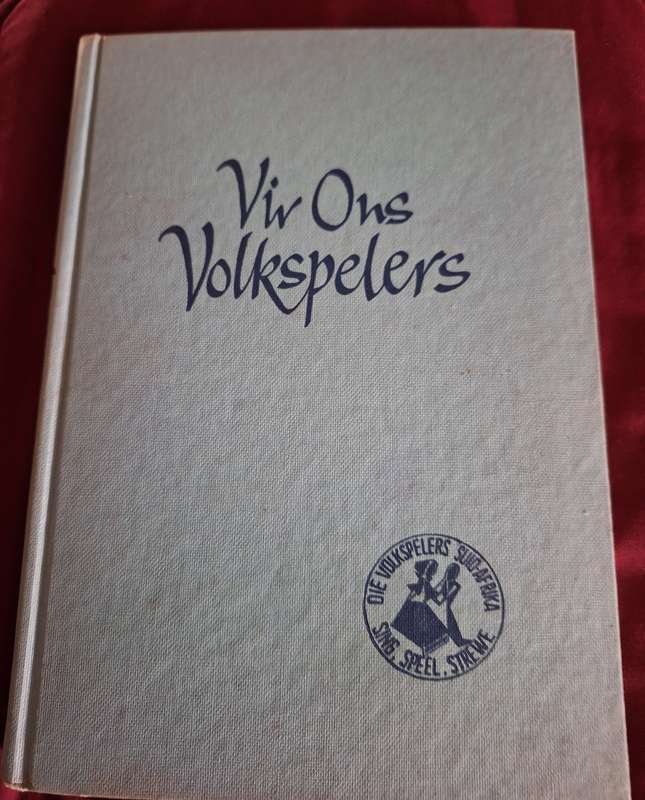 Vir Ons
Volkspelers
DIE VOLKSPELERS SUID-AFRIKA
SING, SPEEL, STREWE